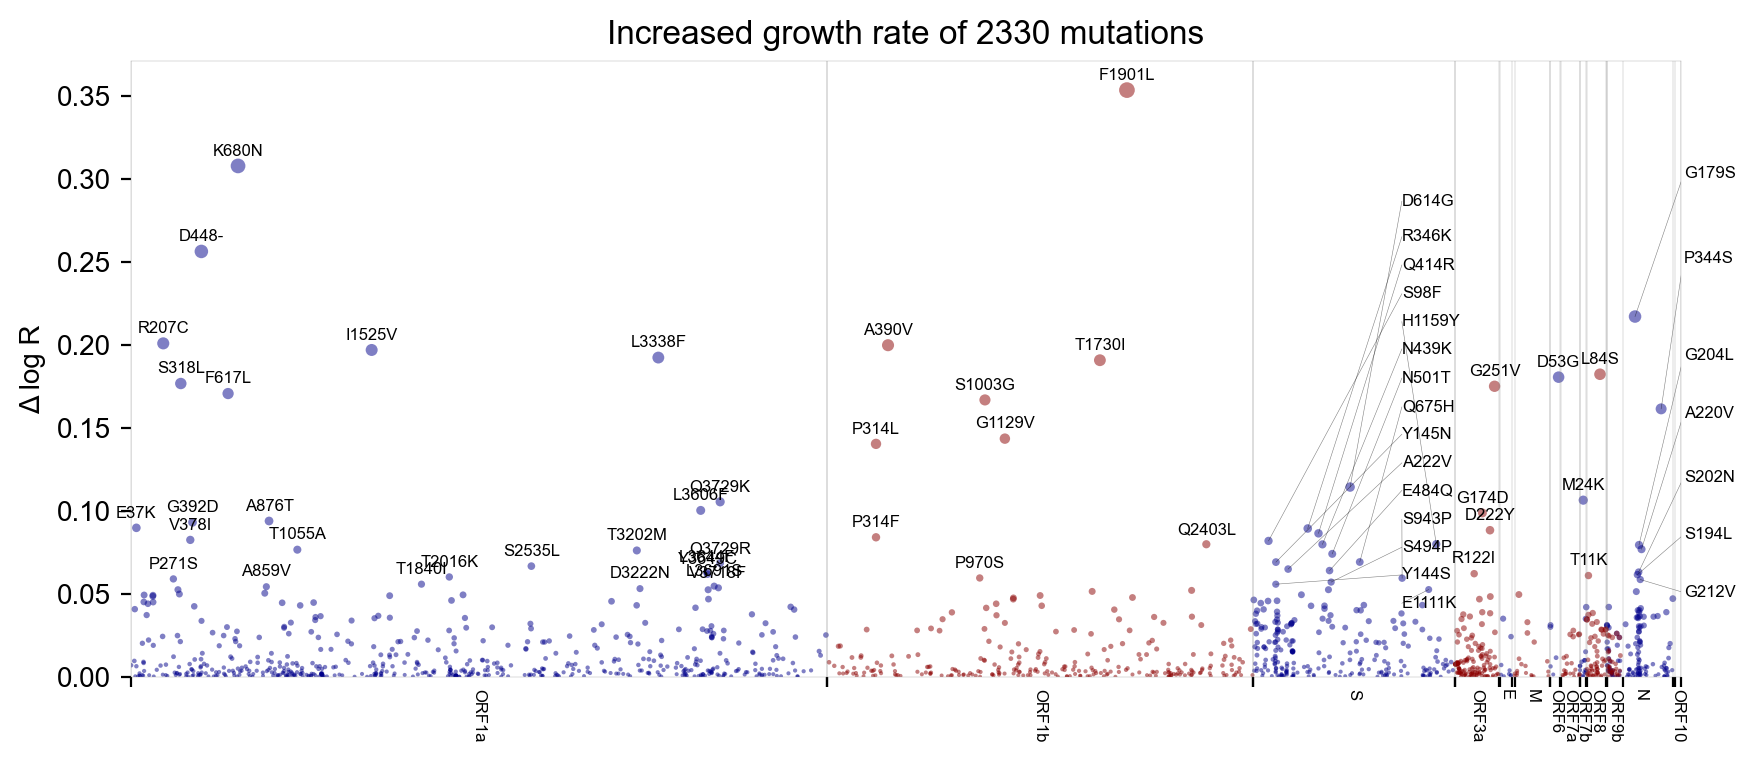 Increased growth rate of 2330 mutations
Δ log R
0.35
0.30
0.25
0.20
0.15
0.10
0.05
0.00
F1901L
K680N
D448-
R207C
I1525V
L3338F
S318L
F617L
A390V
T1730I
S1003G
P314L
G1129V
E37K
G392D
V378I
A876T
T1055A
P271S
A859V
T1840I
T2016K
S2535L
T3202M
D3222N
L3606F
Q3729K
Q3729R
L3691S
P314F
P970S
Q2403L
D614G
R346K
Q414R
S98F
H1159Y
N439K
N501T
Q675H
Y145N
A222V
E484Q
S943P
S494P
Y144S
E1111K
G251V
D53G
L84S
G174D
D222Y
R122I
M24K
T11K
G179S
P344S
G204L
A220V
S202N
S194L
G212V
ORF1a
ORF1b
S
ORF3a
E
M
ORF6
ORF7a
ORF7b
ORF8
ORF9b
N
ORF10